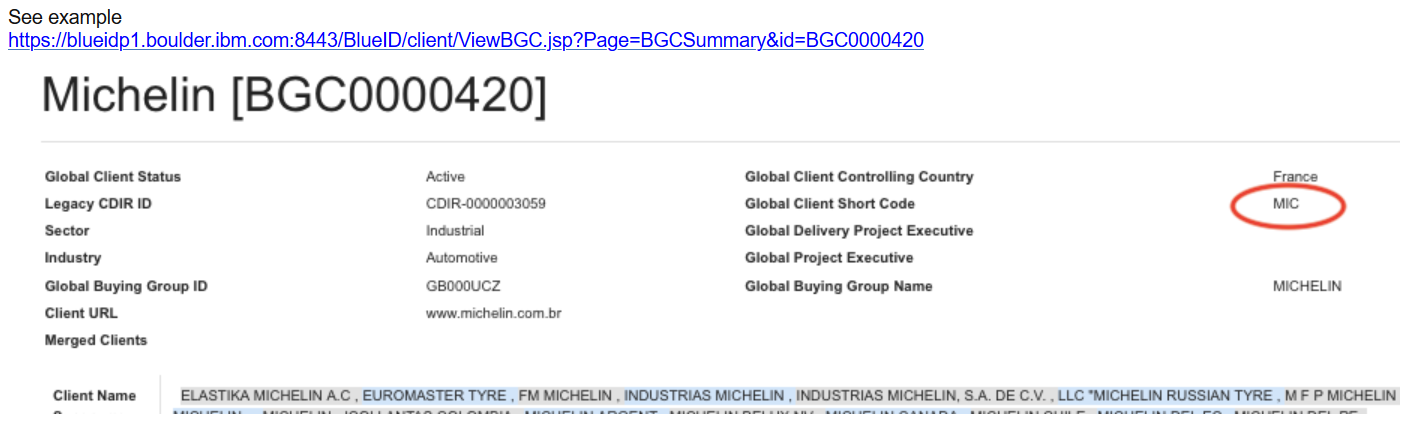 See example
https://blueidp1.boulder.ibm.com:8443/BlueID/client/ViewBGC.jsp?Page=BGCSummary&id=BGC0000420
Michelin [BGC0000420]
Global Client Status Active Global Client Controlling Country France
Legacy CDIR ID CDIR-0000003059 Global Client Short Code MIC
Sector Industrial Global Delivery Project Executive
Industry Automotive Global Project Executive
Global Buying Group ID GB000UCZ Global Buying Group Name MICHELIN
Client URL www.michelin.com.br
Merged Clients
Client Name ELASTIKA MICHELIN A.C , EUROMASTER TYRE , FM MICHELIN , INDUSTRIAS MICHELIN , INDUSTRIAS MICHELIN, S.A. DE C.V. , LLC "MICHELIN RUSSIAN TYRE , M F P MICHELIN